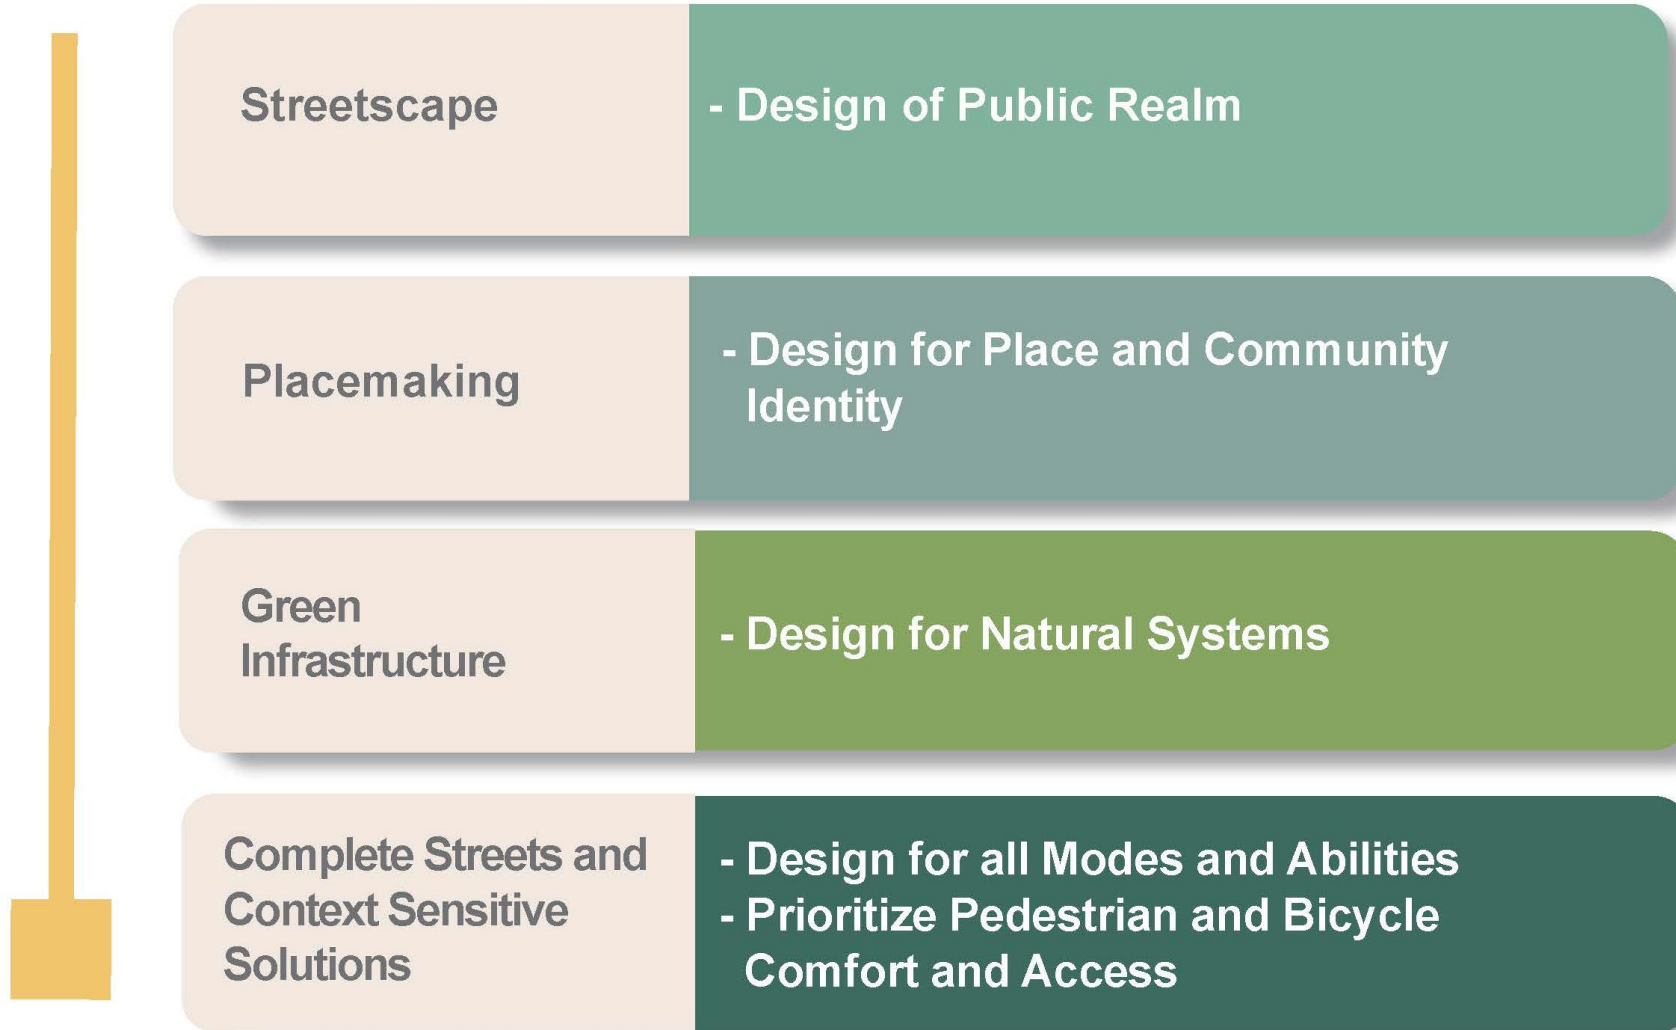 Streetscape
- Design of Public Realm
Placemaking
- Design for Place and Community
Identity
Green
Infrastructure
- Design for Natural Systems
Complete Streets and
Context Sensitive
Solutions
- Design for all Modes and Abilities
- Prioritize Pedestrian and Bicycle
Comfort and Access